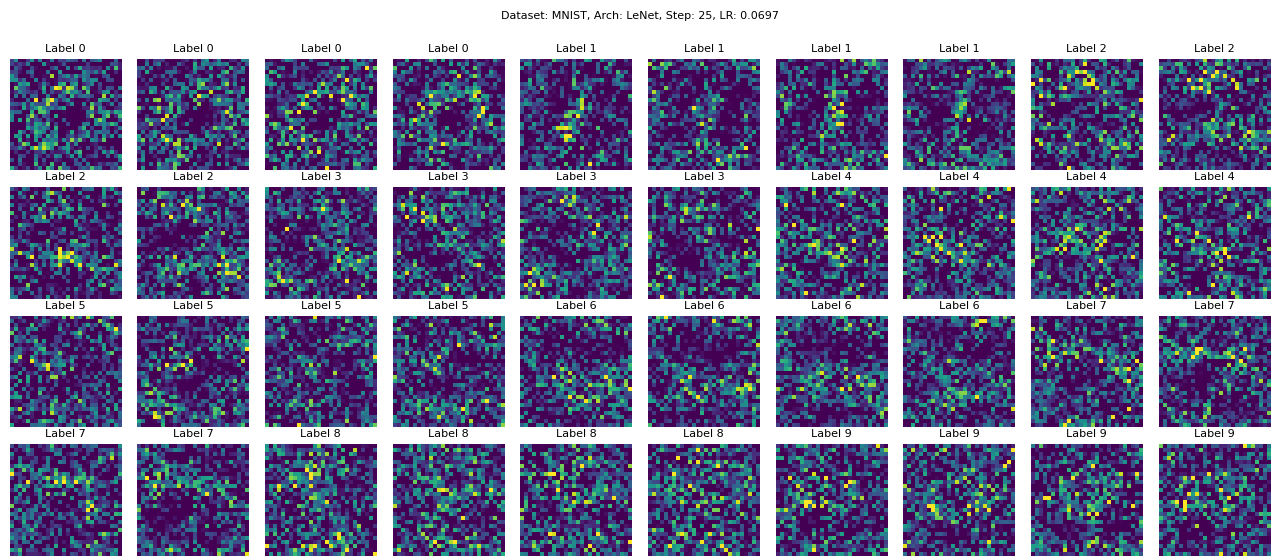 Dataset: MNIST, Arch: LeNet, Step: 25, LR: 0.0697
Label 0 Label 0 Label 0 Label 0 Label 1 Label 1 Label 1 Label 1 Label 2 Label 2
Label 2 Label 2 Label 3 Label 3 Label 3 Label 3 Label 4 Label 4 Label 4 Label 4
Label 5 Label 5 Label 5 Label 5 Label 6 Label 6 Label 6 Label 6 Label 7 Label 7
Label 7 Label 7 Label 8 Label 8 Label 8 Label 8 Label 9 Label 9 Label 9 Label 9